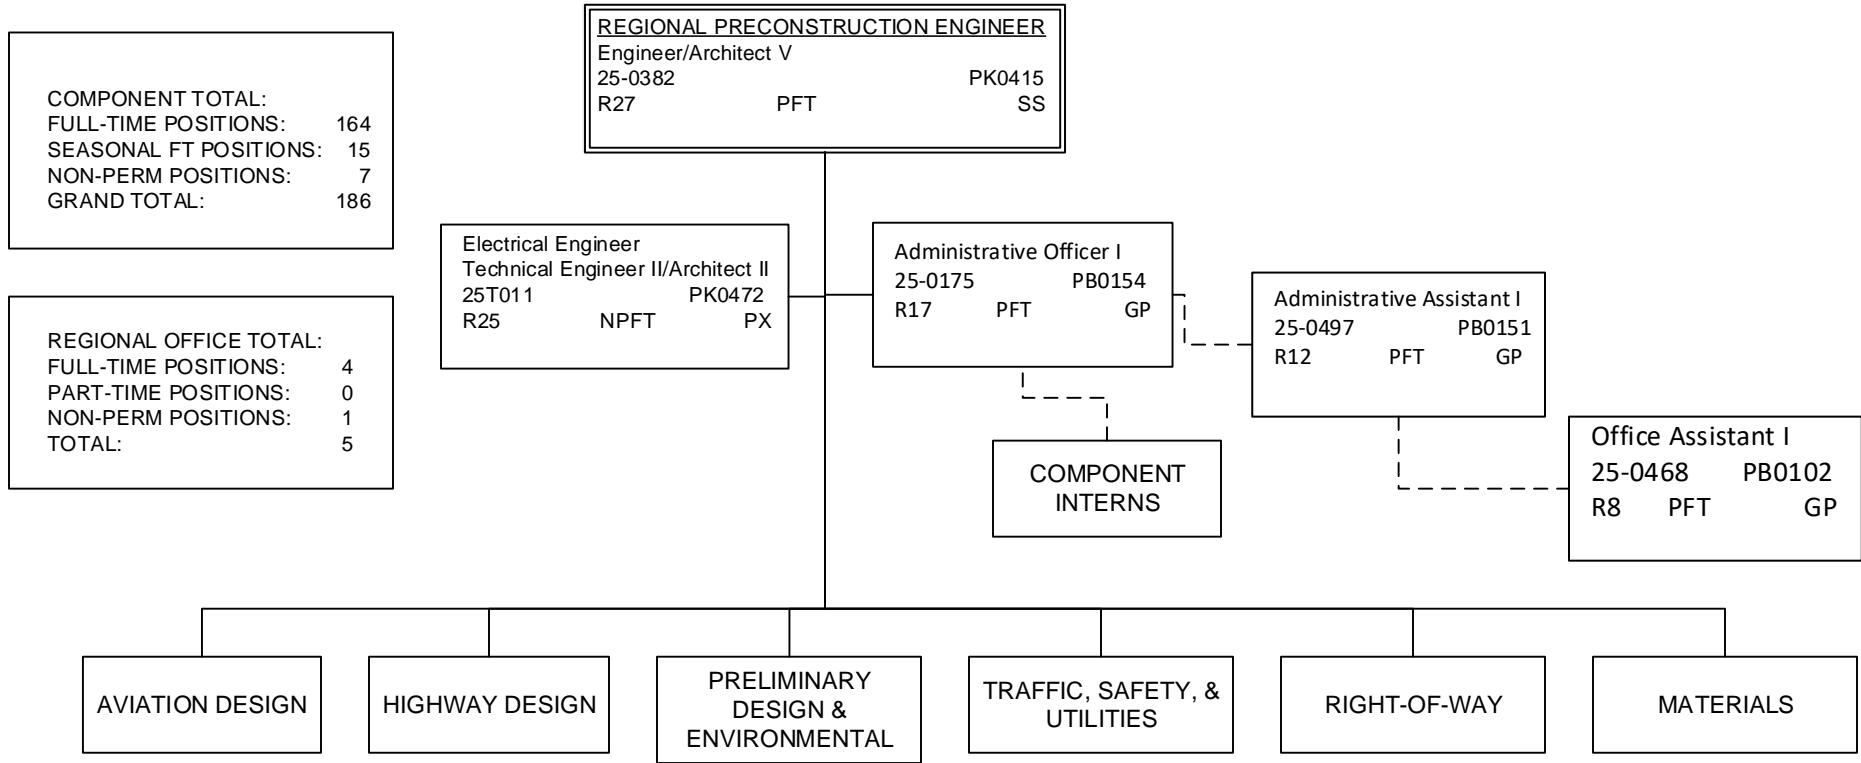 REGIONAL PRECONSTRUCTION ENGINEER
Engineer/Architect V
25-0382 PK0415
R27 PFT SS
COMPONENT TOTAL:
FULL-TIME POSITIONS: 164
SEASONAL FT POSITIONS: 15
NON-PERM POSITIONS: 7
GRAND TOTAL: 186
Electrical Engineer
Technical Engineer II/Architect II
25T011 PK0472
R25 NPFT PX
Administrative Officer I
25-0175 PB0154
R17 PFT GP
Administrative Assistant I
25-0497 PB0151
R12 PFT GP
REGIONAL OFFICE TOTAL:
FULL-TIME POSITIONS: 4
PART-TIME POSITIONS: 0
NON-PERM POSITIONS: 1
TOTAL: 5
COMPONENT
INTERNS
Office Assistant I
25-0468 PB0102
R8 PFT GP
AVIATION DESIGN
HIGHWAY DESIGN
PRELIMINARY
DESIGN &
ENVIRONMENTAL
TRAFFIC, SAFETY, &
UTILITIES
RIGHT-OF-WAY
MATERIALS